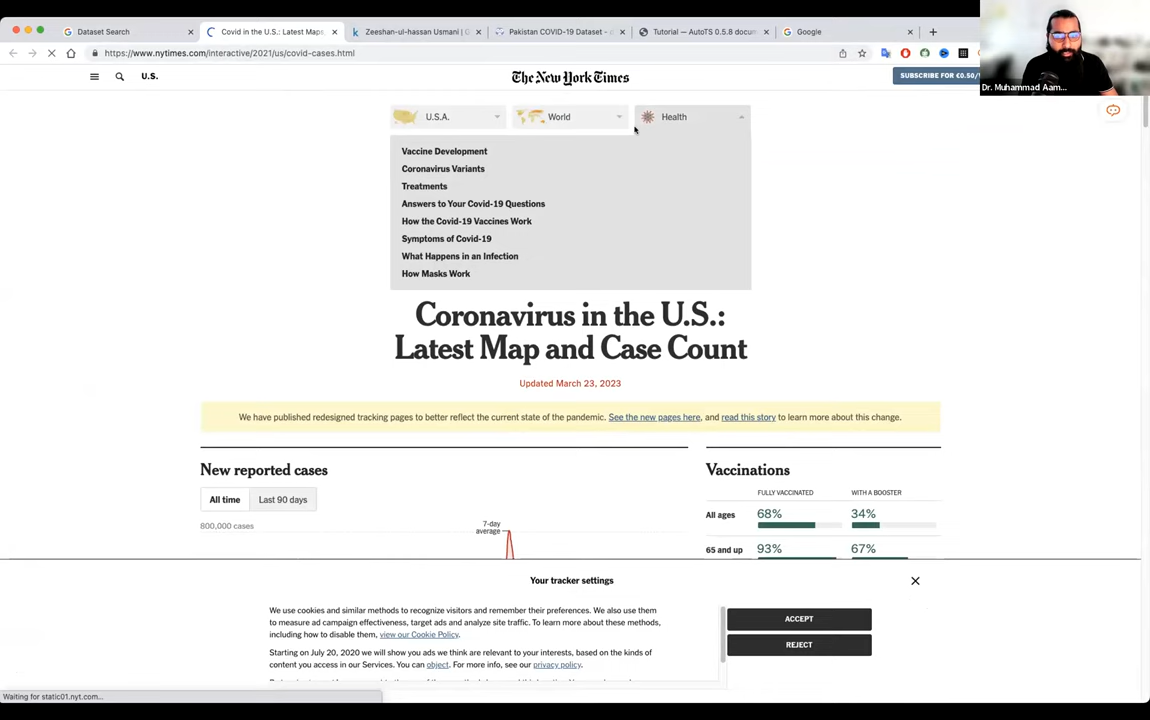 Dataset Search
Covid in the U.S.: Latest Maps
Zeeshan-ul-hassan Usmani | G
Pakistan COVID-19 Dataset - d
Tutorial — AutoTS 0.5.8 docum
Google
https://www.nytimes.com/interactive/2021/us/covid-cases.html
U.S.
The New York Times
SUBSCRIBE FOR €0.50/
Dr. Muhammad Aam...
U.S.A.
World
Health
Vaccine Development
Coronavirus Variants
Treatments
Answers to Your Covid-19 Questions
How the Covid-19 Vaccines Work
Symptoms of Covid-19
What Happens in an Infection
How Masks Work
Coronavirus in the U.S.:
Latest Map and Case Count
Updated March 23, 2023
We have published redesigned tracking pages to better reflect the current state of the pandemic. See the new pages here, and read this story to learn more about this change.
New reported cases
All time
Last 90 days
800,000 cases
7-day
average
Vaccinations
FULLY VACCINATED
WITH A BOOSTER
All ages
68%
34%
65 and up
93%
67%
Your tracker settings
We use cookies and similar methods to recognize visitors and remember their preferences. We also use them
to measure ad campaign effectiveness, target ads and analyze site traffic. To learn more about these methods,
including how to disable them, view our Cookie Policy.
Starting on July 20, 2020 we will show you ads we think are relevant to your interests, based on the kinds of
content you access in our Services. You can object. For more info, see our privacy policy.
ACCEPT
REJECT
Waiting for static01.nyt.com...